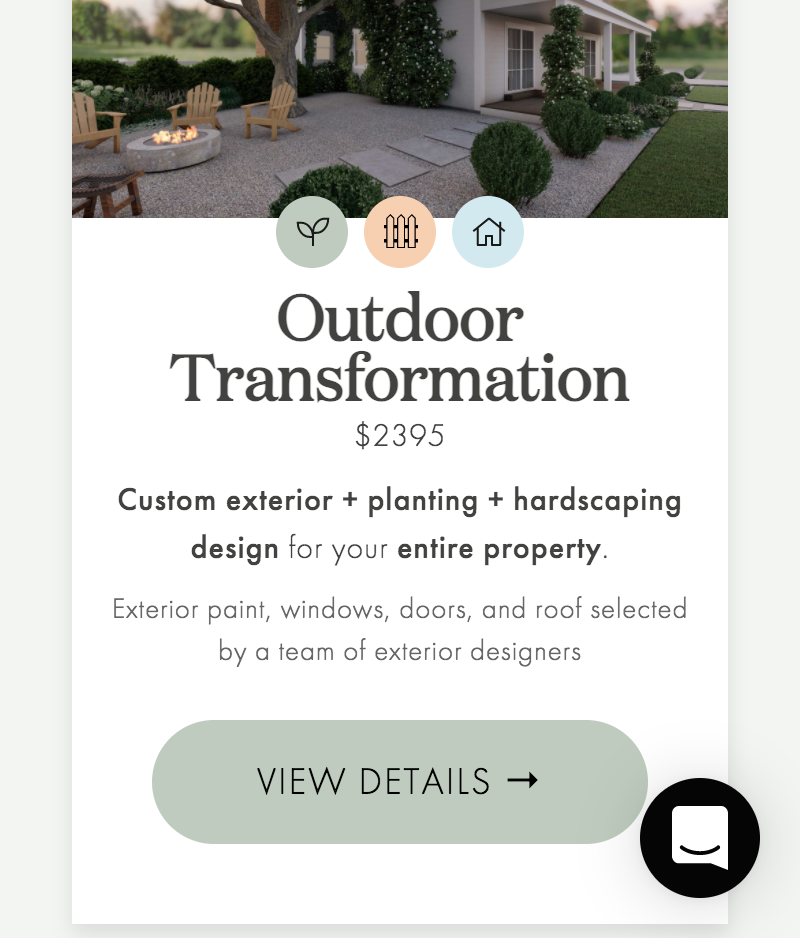 Outdoor
Transformation
$2395
Custom exterior + planting + hardscaping
design for your entire property.
Exterior paint, windows, doors, and roof selected
by a team of exterior designers
VIEW DETAILS →